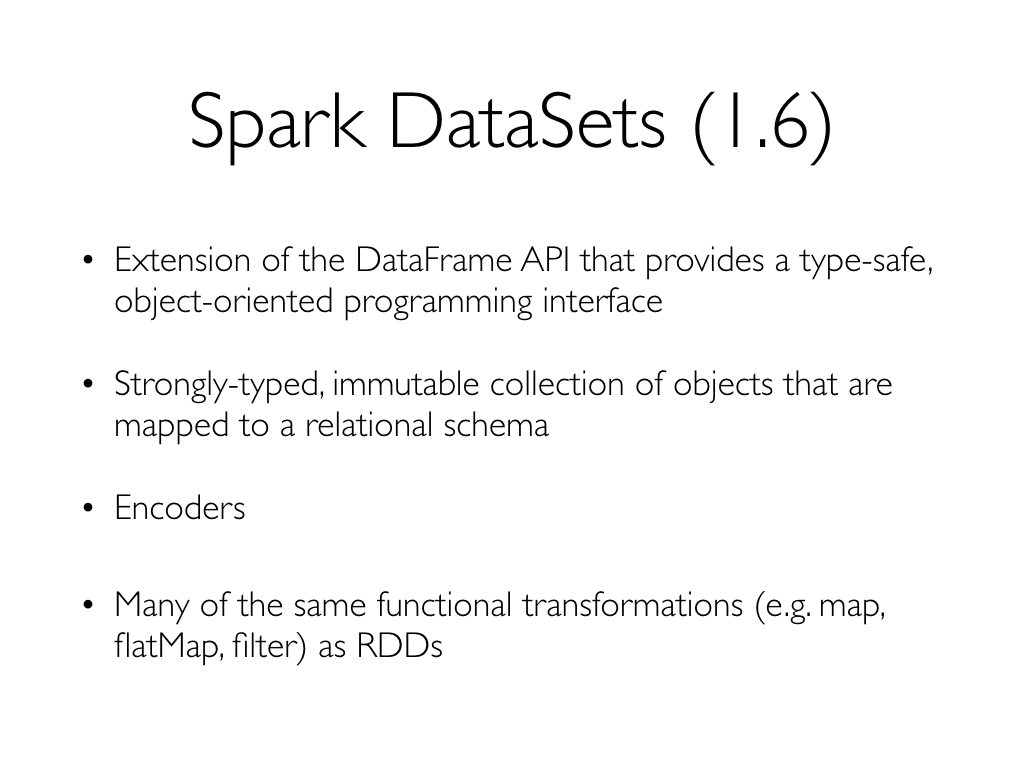 Spark DataSets (1.6)
• Extension of the DataFrame API that provides a type-safe,
object-oriented programming interface
• Strongly-typed, immutable collection of objects that are
mapped to a relational schema
• Encoders
• Many of the same functional transformations (e.g. map,
flatMap, filter) as RDDs